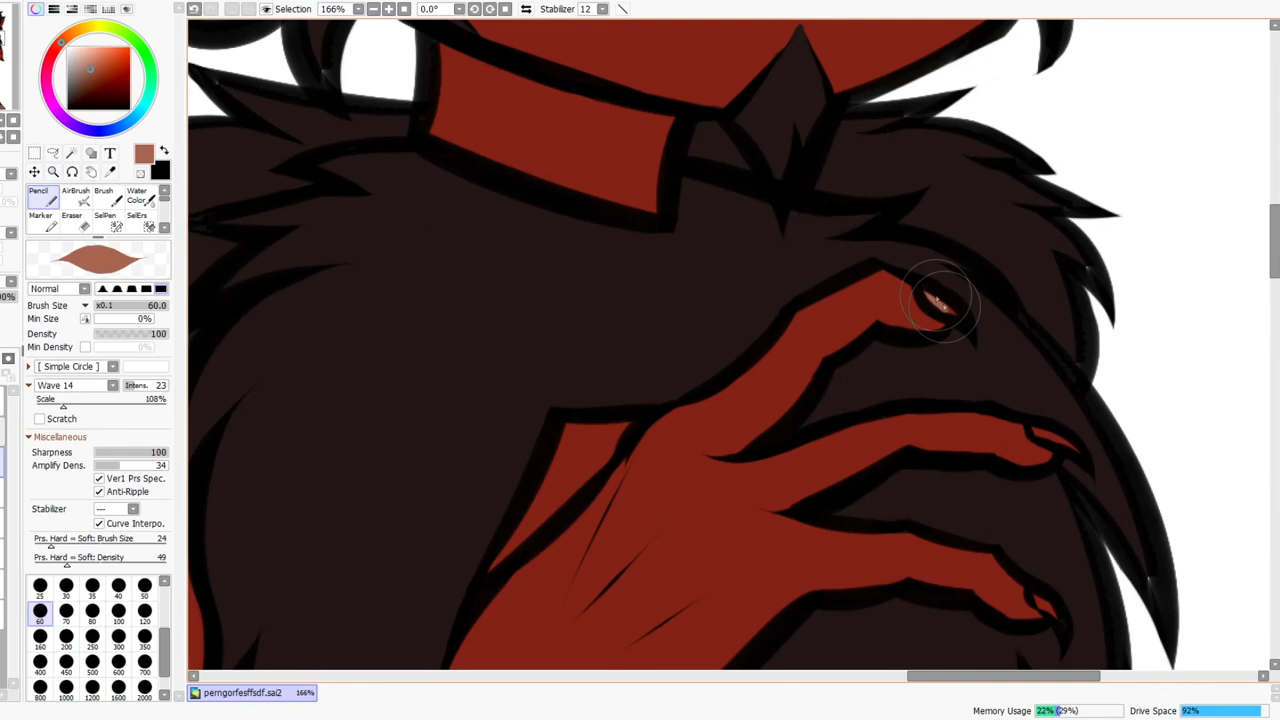 Selection 166% 0.0° Stabilizer 12
T
Pencil AirBrush Brush Water Color
Marker Eraser SelPen SelErs
Normal
Brush Size x0.1 60.0
Min Size 0%
Density 100
Min Density 0%
[ Simple Circle ]
Wave 14 Intens. 23
Scale 108%
Scratch
Miscellaneous
Sharpness 100
Amplify Dens. 34
Ver1 Prs Spec.
Anti-Ripple
Stabilizer ---
Curve Interpo.
Prs. Hard ⇔ Soft: Brush Size 24
Prs. Hard ⇔ Soft: Density 49
25 30 35 40 50
60 70 80 100 120
160 200 250 300 350
400 450 500 600 700
800 1000 1200 1600 2000
perngorfesffsdf.sai2 166%
Memory Usage 22% (29%) Drive Space 92%